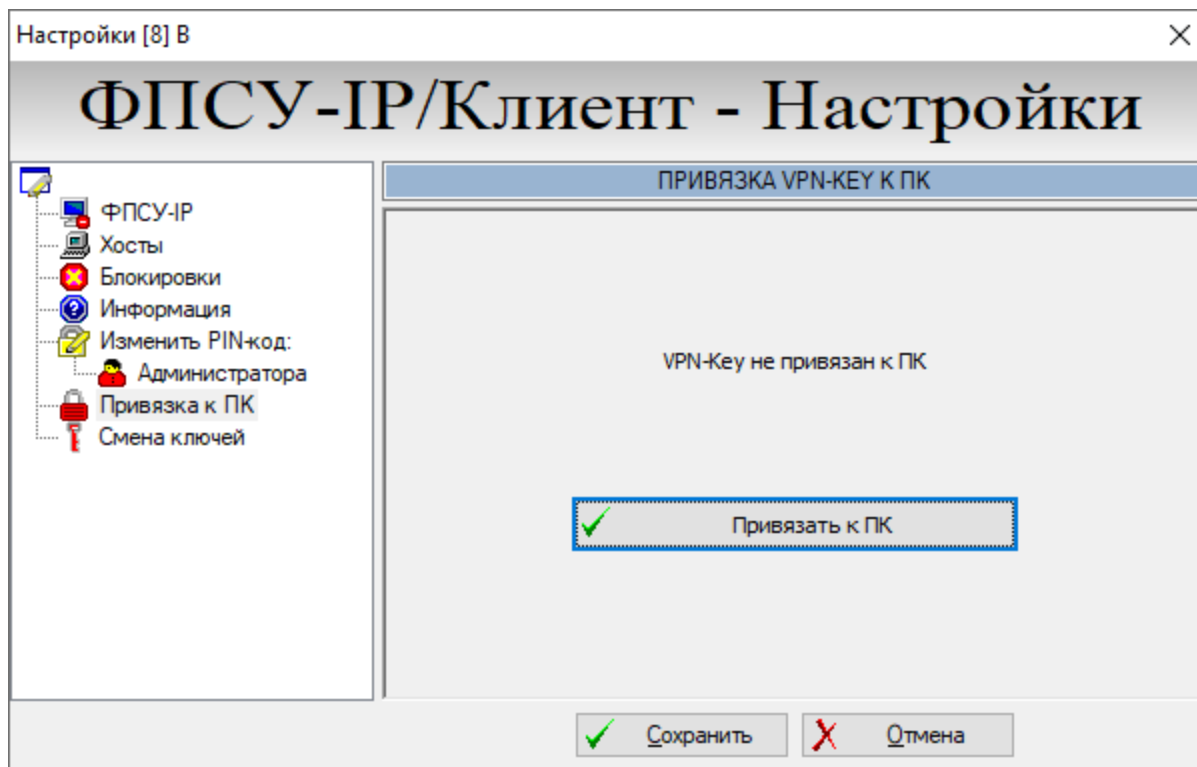 Настройки [8] В
ФПСУ-IP/Клиент - Настройки
ФПСУ-IP
Хосты
Блокировки
Информация
Изменить PIN-код:
Администратора
Привязка к ПК
Смена ключей
ПРИВЯЗКА VPN-KEY К ПК
VPN-Key не привязан к ПК
Привязать к ПК
Сохранить
Отмена